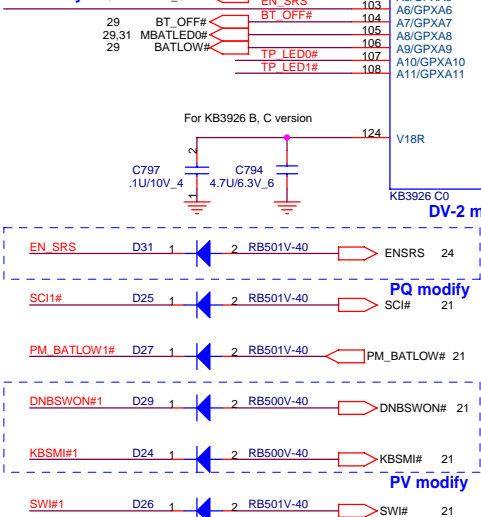 EN_SRS 103 A6/GPXA6
29 BT_OFF# BT_OFF# 104 A7/GPXA7
29,31 MBATLED0# 105 A8/GPXA8
29 BATLOW# 106 A9/GPXA9
TP_LED0# 107 A10/GPXA10
TP_LED1# 108 A11/GPXA11
For KB3926 B, C version
124 V18R
2
C797 C794
.1U/10V_4 4.7U/6.3V_6
1
KB3926 C0
DV-2 m
EN_SRS D31 1 2 RB501V-40 ENSRS 24
PQ modify
SCI1# D25 1 2 RB501V-40 SCI# 21
PM_BATLOW1# D27 1 2 RB501V-40 PM_BATLOW# 21
DNBSWON#1 D29 1 2 RB500V-40 DNBSWON# 21
KBSMI#1 D24 1 2 RB500V-40 KBSMI# 21
PV modify
SWI#1 D26 1 2 RB501V-40 SWI# 21